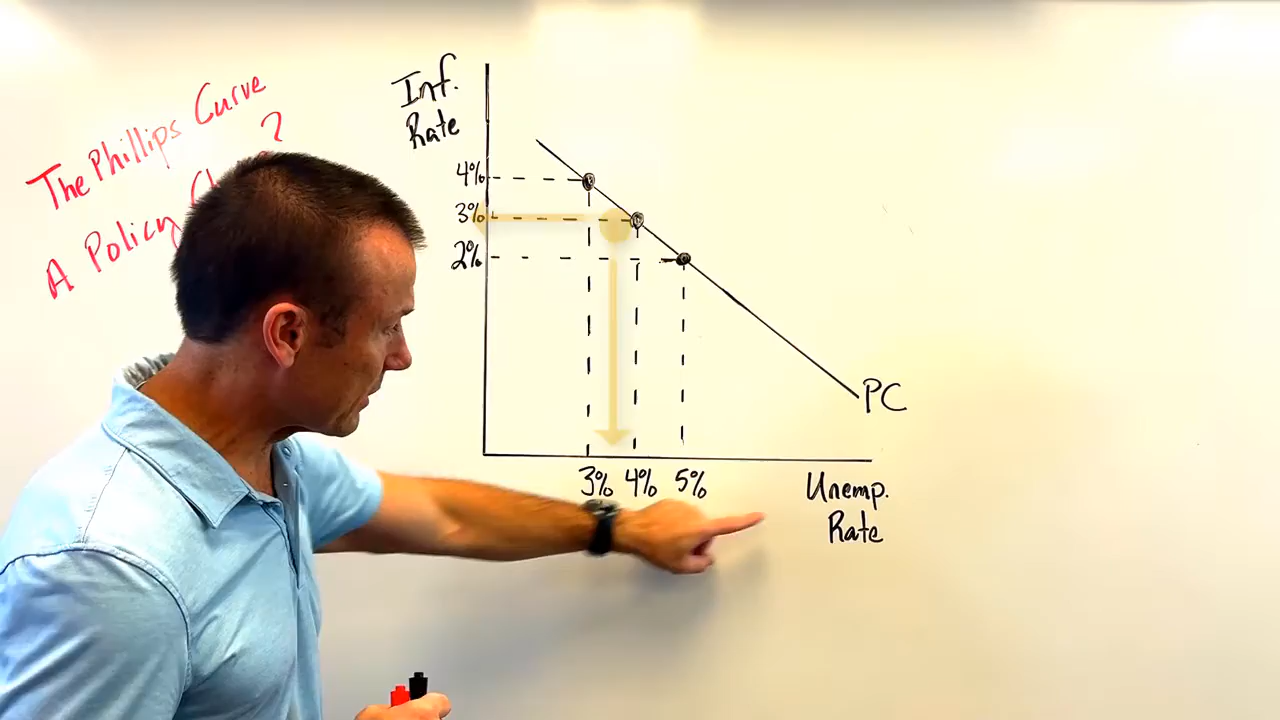 The Phillips Curve
A Policy ?
Inf.
Rate
4%
3%
2%
PC
3% 4% 5%
Unemp.
Rate